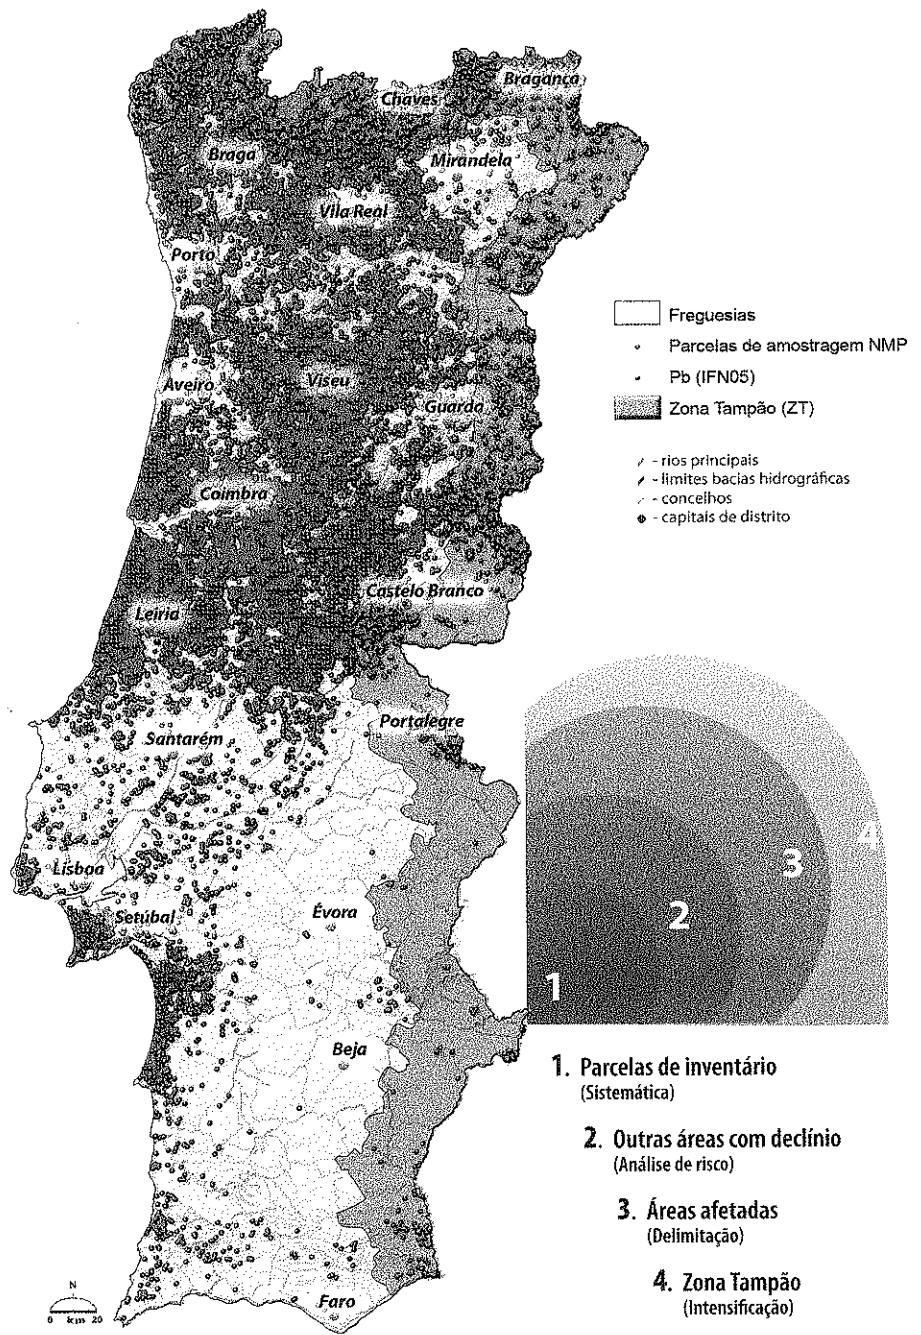 Bragança
Chaves
Braga
Mirandela
Vila Real
Porto
Aveiro
Viseu
Guarda
Coimbra
Castelo Branco
Leiria
Portalegre
Santarém
Lisboa
Setúbal
Évora
Beja
Faro
N
0 km 20
Freguesias
Parcelas de amostragem NMP
Pb (IFN05)
Zona Tampão (ZT)
- rios principais
- limites bacias hidrográficas
- concelhos
- capitais de distrito
4
3
2
1
1. Parcelas de inventário
(Sistemática)
2. Outras áreas com declínio
(Análise de risco)
3. Áreas afetadas
(Delimitação)
4. Zona Tampão
(Intensificação)